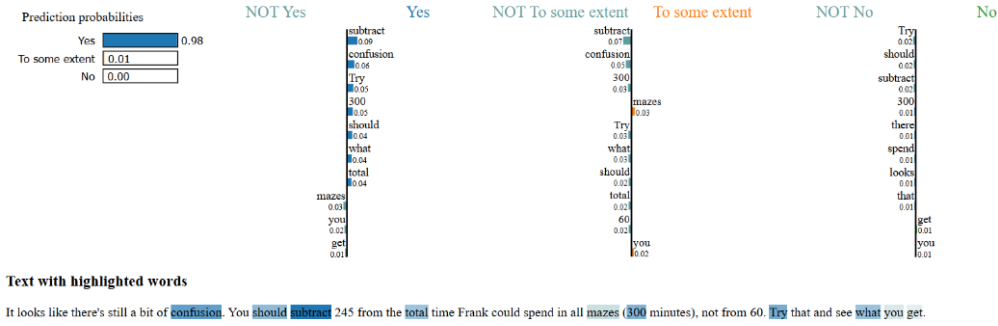 Prediction probabilities
Yes 0.98
To some extent 0.01
No 0.00
NOT Yes Yes
subtract
0.09
confusion
0.06
Try
0.05
300
0.05
should
0.04
what
0.04
total
0.04
mazes
0.03
you
0.02
get
0.01
NOT To some extent To some extent
subtract
0.07
confusion
0.05
300
0.03
mazes
0.03
Try
0.03
what
0.03
should
0.02
total
0.02
60
0.02
you
0.02
NOT No No
Try
0.02
should
0.02
subtract
0.02
300
0.01
there
0.01
spend
0.01
looks
0.01
that
0.01
get
0.01
you
0.01
Text with highlighted words
It looks like there's still a bit of confusion. You should subtract 245 from the total time Frank could spend in all mazes (300 minutes), not from 60. Try that and see what you get.